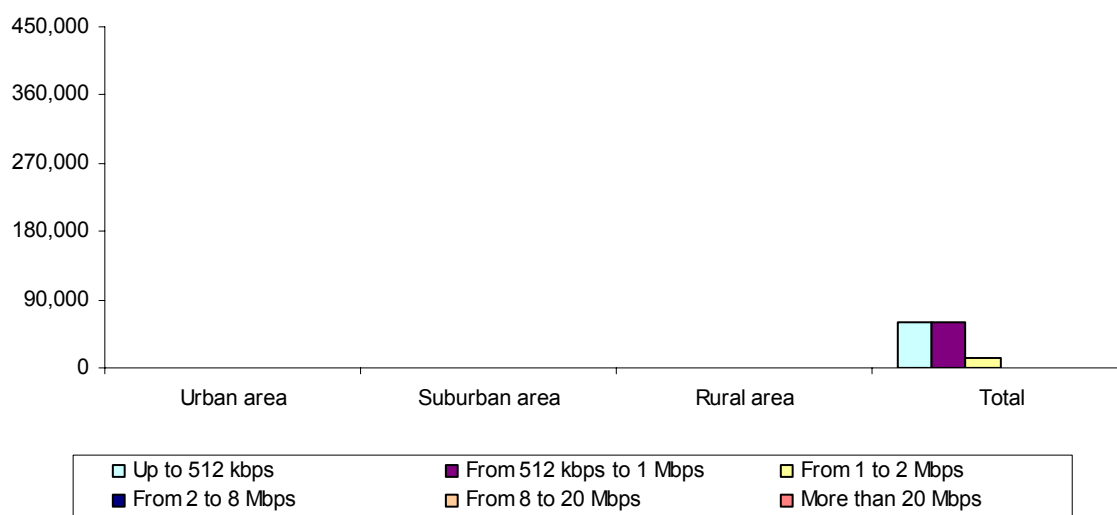 450,000
360,000
270,000
180,000
90,000
0
Urban area Suburban area Rural area Total
Up to 512 kbps From 512 kbps to 1 Mbps From 1 to 2 Mbps
From 2 to 8 Mbps From 8 to 20 Mbps More than 20 Mbps